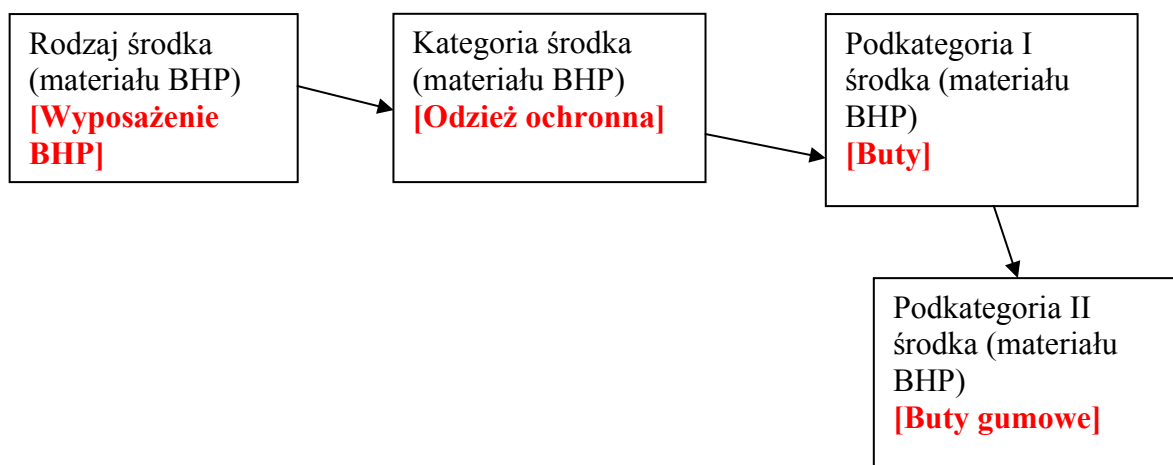 Rodzaj środka
(materiału BHP)
[Wyposażenie
BHP]
Kategoria środka
(materiału BHP)
[Odzież ochronna]
Podkategoria I
środka (materiału
BHP)
[Buty]
Podkategoria II
środka (materiału
BHP)
[Buty gumowe]